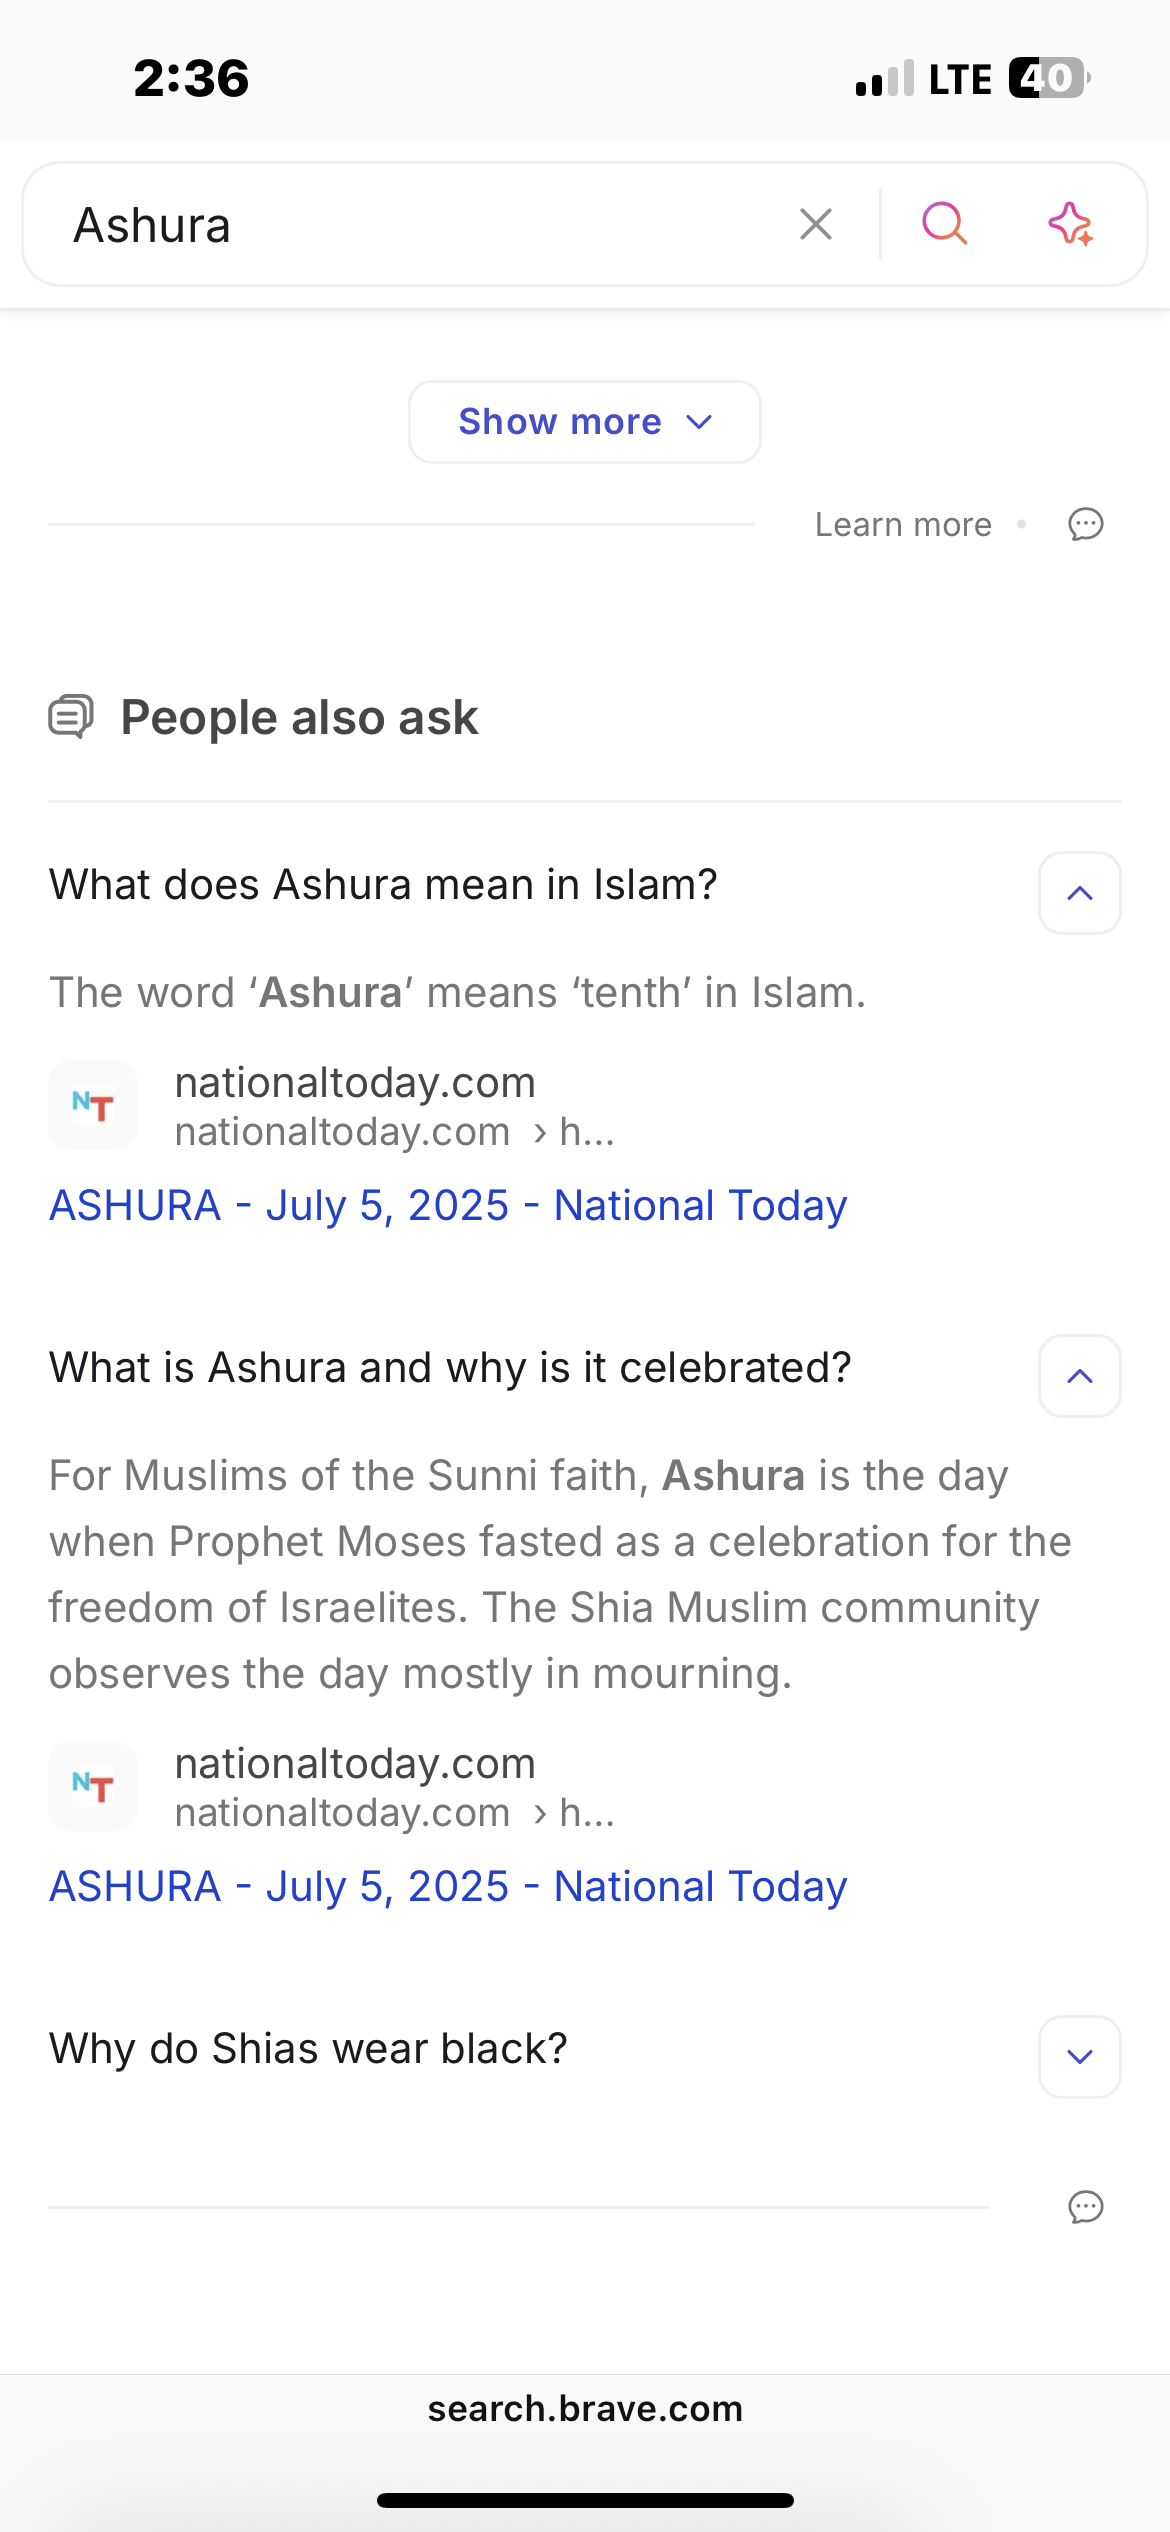 2:36
LTE 40
Ashura
Show more
Learn more
People also ask
What does Ashura mean in Islam?
The word ‘Ashura’ means ‘tenth’ in Islam.
NT
nationaltoday.com
nationaltoday.com › h...
ASHURA - July 5, 2025 - National Today
What is Ashura and why is it celebrated?
For Muslims of the Sunni faith, Ashura is the day
when Prophet Moses fasted as a celebration for the
freedom of Israelites. The Shia Muslim community
observes the day mostly in mourning.
NT
nationaltoday.com
nationaltoday.com › h...
ASHURA - July 5, 2025 - National Today
Why do Shias wear black?
search.brave.com